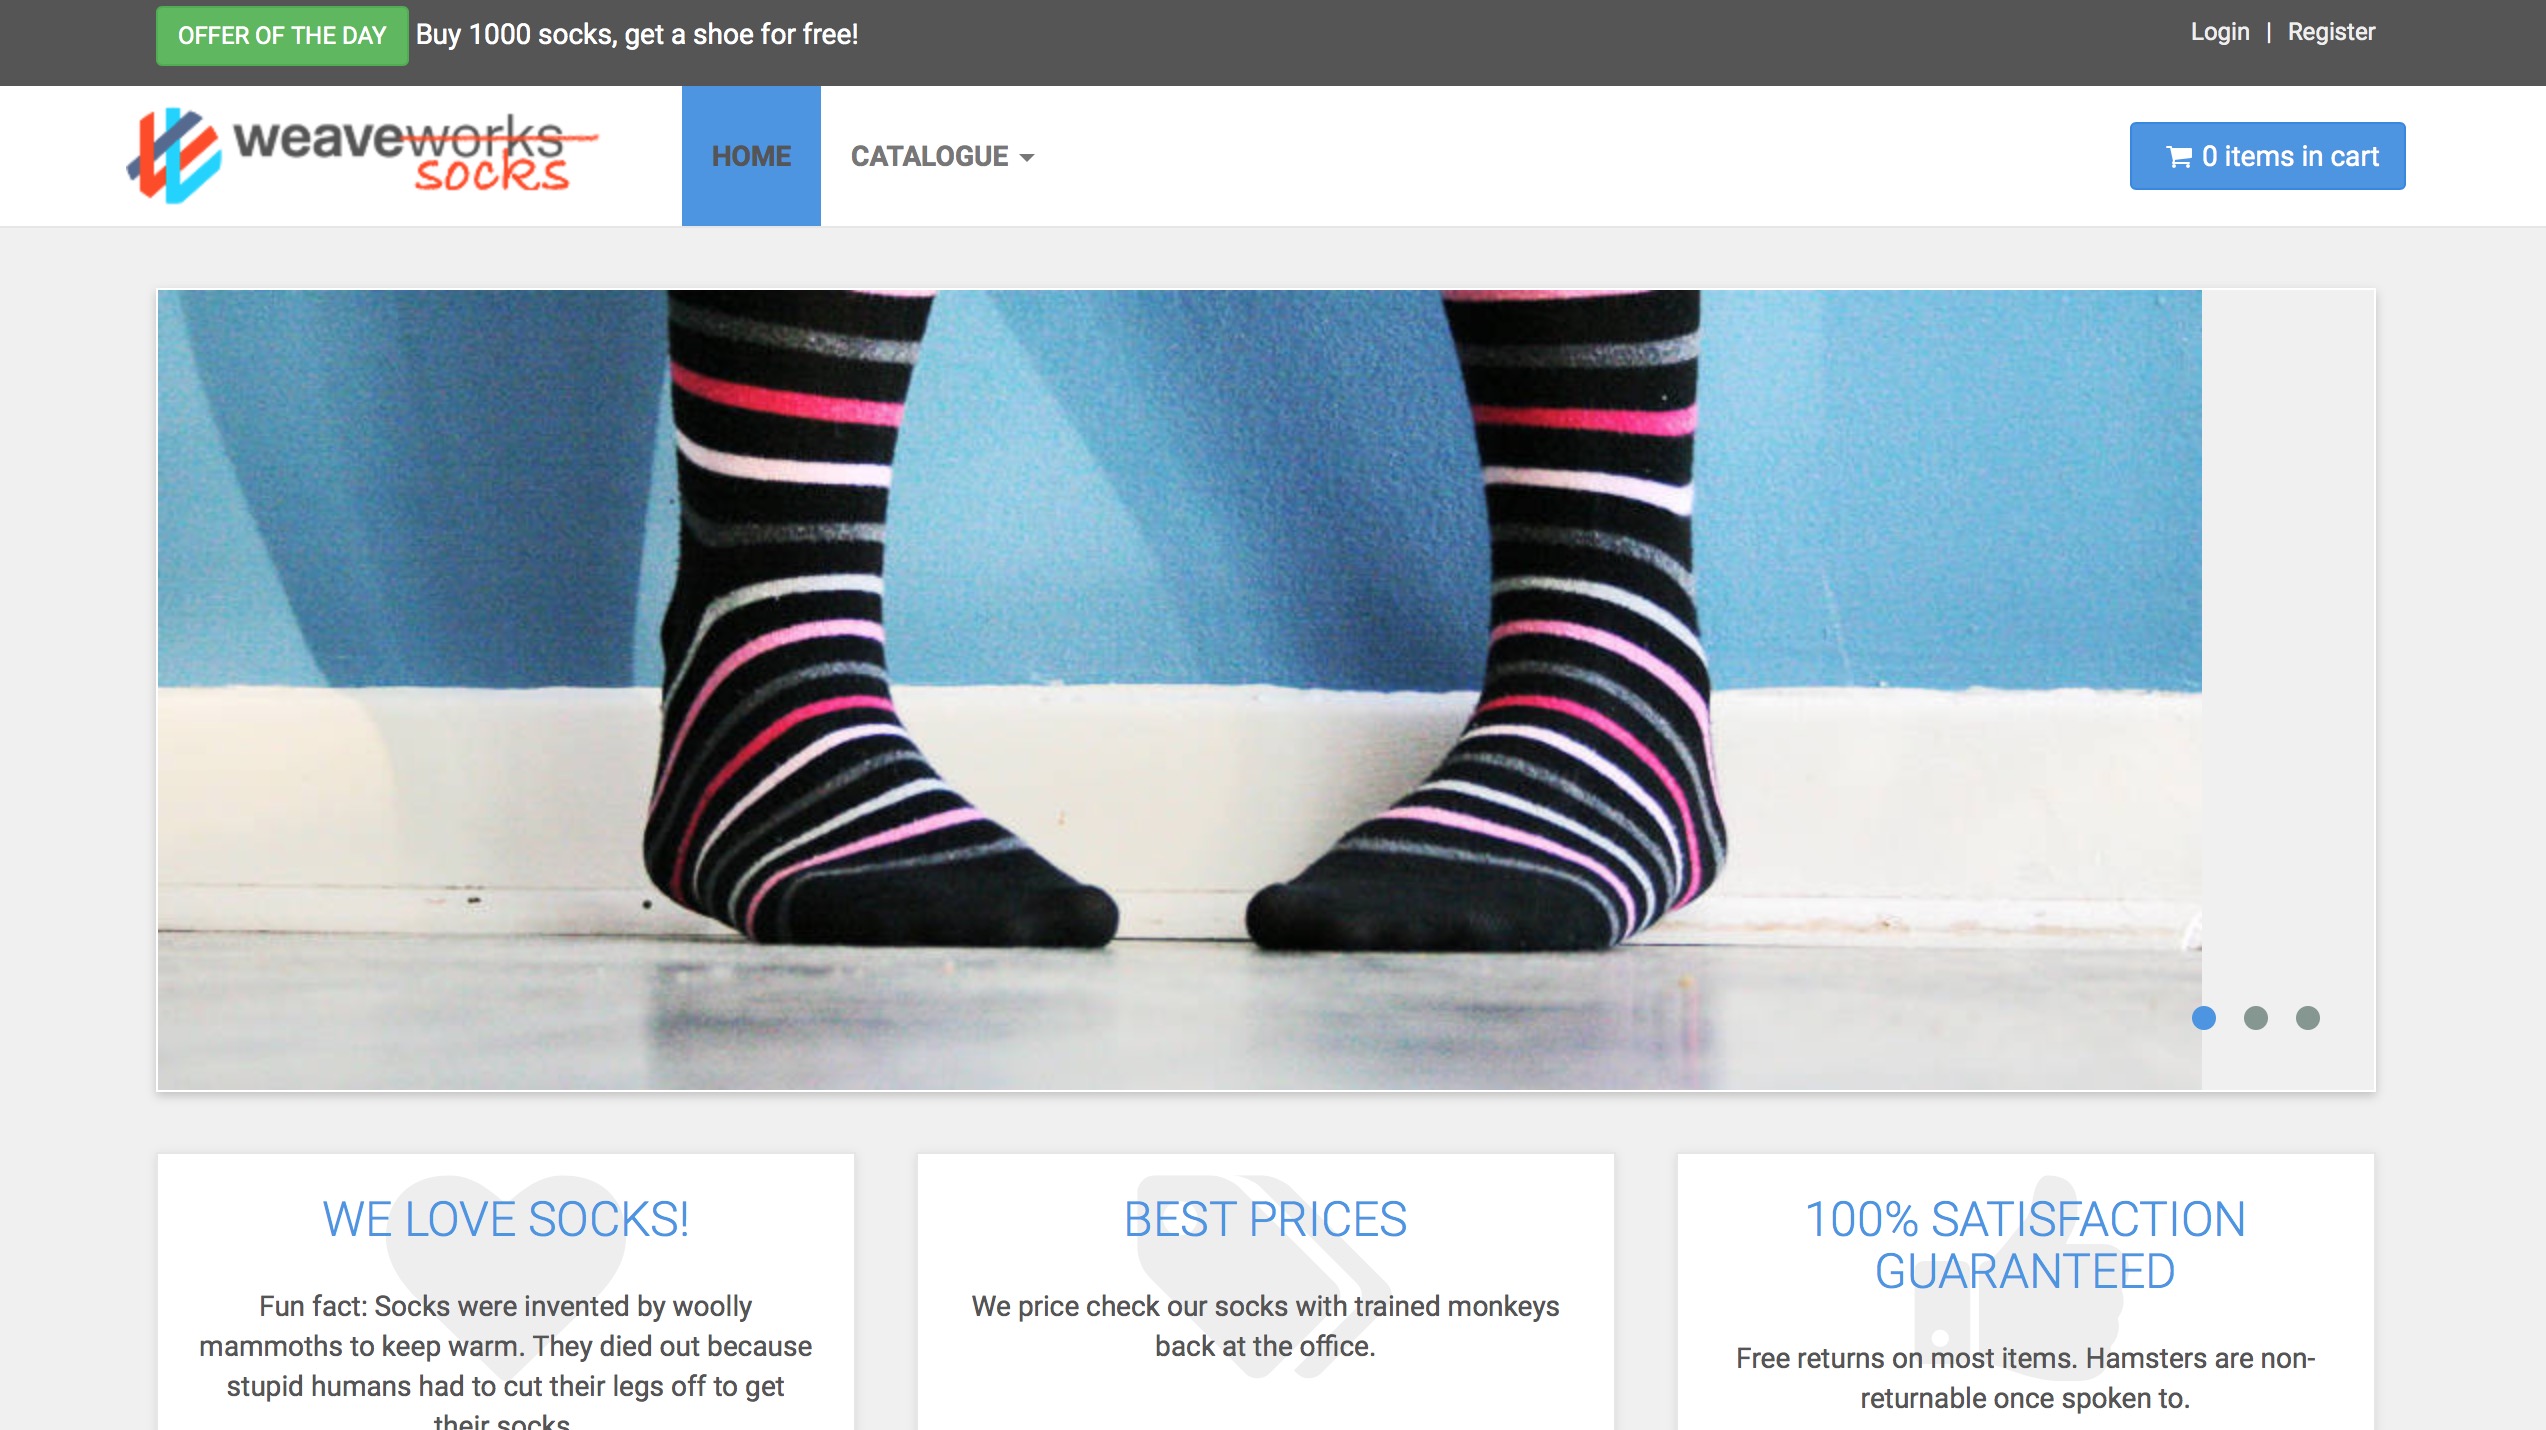 OFFER OF THE DAY Buy 1000 socks, get a shoe for free!
Login | Register
weaveworks
socks
HOME
CATALOGUE
0 items in cart
WE LOVE SOCKS!
Fun fact: Socks were invented by woolly
mammoths to keep warm. They died out because
stupid humans had to cut their legs off to get
their socks.
BEST PRICES
We price check our socks with trained monkeys
back at the office.
100% SATISFACTION
GUARANTEED
Free returns on most items. Hamsters are non-
returnable once spoken to.